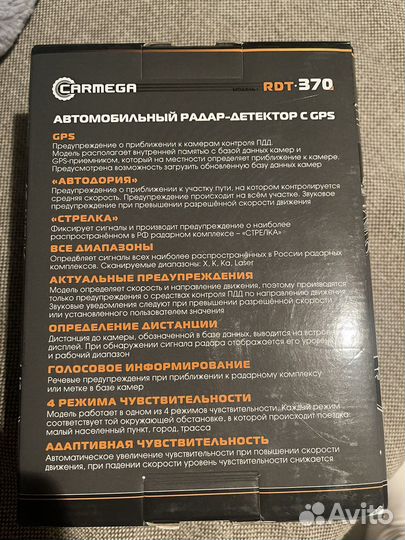 CARMEGA
МОДЕЛЬ: RDT-370
АВТОМОБИЛЬНЫЙ РАДАР-ДЕТЕКТОР С GPS
GPS
Предупреждение о приближении к камерам контроля ПДД.
Модель располагает внутренней памятью с базой данных камер и
GPS-приемником, который на местности определяет приближение к камере.
Предусмотрена возможность загрузить обновленную базу данных камер
«АВТОДОРИЯ»
Предупреждение о приближении к участку пути, на котором контролируется
средняя скорость. Предупреждение происходит на всём участке. Звуковое
предупреждение при превышении разрешённой скорости движения
«СТРЕЛКА»
Фиксирует сигналы и производит предупреждение о наиболее
распространённом в РФ радарном комплексе – «СТРЕЛКА»
ВСЕ ДИАПАЗОНЫ
Определяет сигналы всех наиболее распространённых в России радарных
комплексов. Сканируемые диапазоны: X, K, Ka, Laser
АКТУАЛЬНЫЕ ПРЕДУПРЕЖДЕНИЯ
Модель определяет скорость и направление движения, поэтому производятся
только предупреждения о средствах контроля ПДД по направлению движения
Звуковые уведомления следуют при превышении разрешённой скорости
или установленного пользователем значения
ОПРЕДЕЛЕНИЕ ДИСТАНЦИИ
Дистанция до камеры, обозначенной в базе данных, выводится на встроенный
дисплей. При обнаружении сигнала радара отображается его уровень
и рабочий диапазон
ГОЛОСОВОЕ ИНФОРМИРОВАНИЕ
Речевые предупреждения при приближении к радарному комплексу
или метке в базе камер
4 РЕЖИМА ЧУВСТВИТЕЛЬНОСТИ
Модель работает в одном из 4 режимов чувствительности. Каждый режим
соответствует той окружающей обстановке, в которой происходит поездка:
малый населенный пункт, город, трасса
АДАПТИВНАЯ ЧУВСТВИТЕЛЬНОСТЬ
Автоматическое увеличение чувствительности при повышении скорости
движения, при падении скорости уровень чувствительности снижается.
Avito